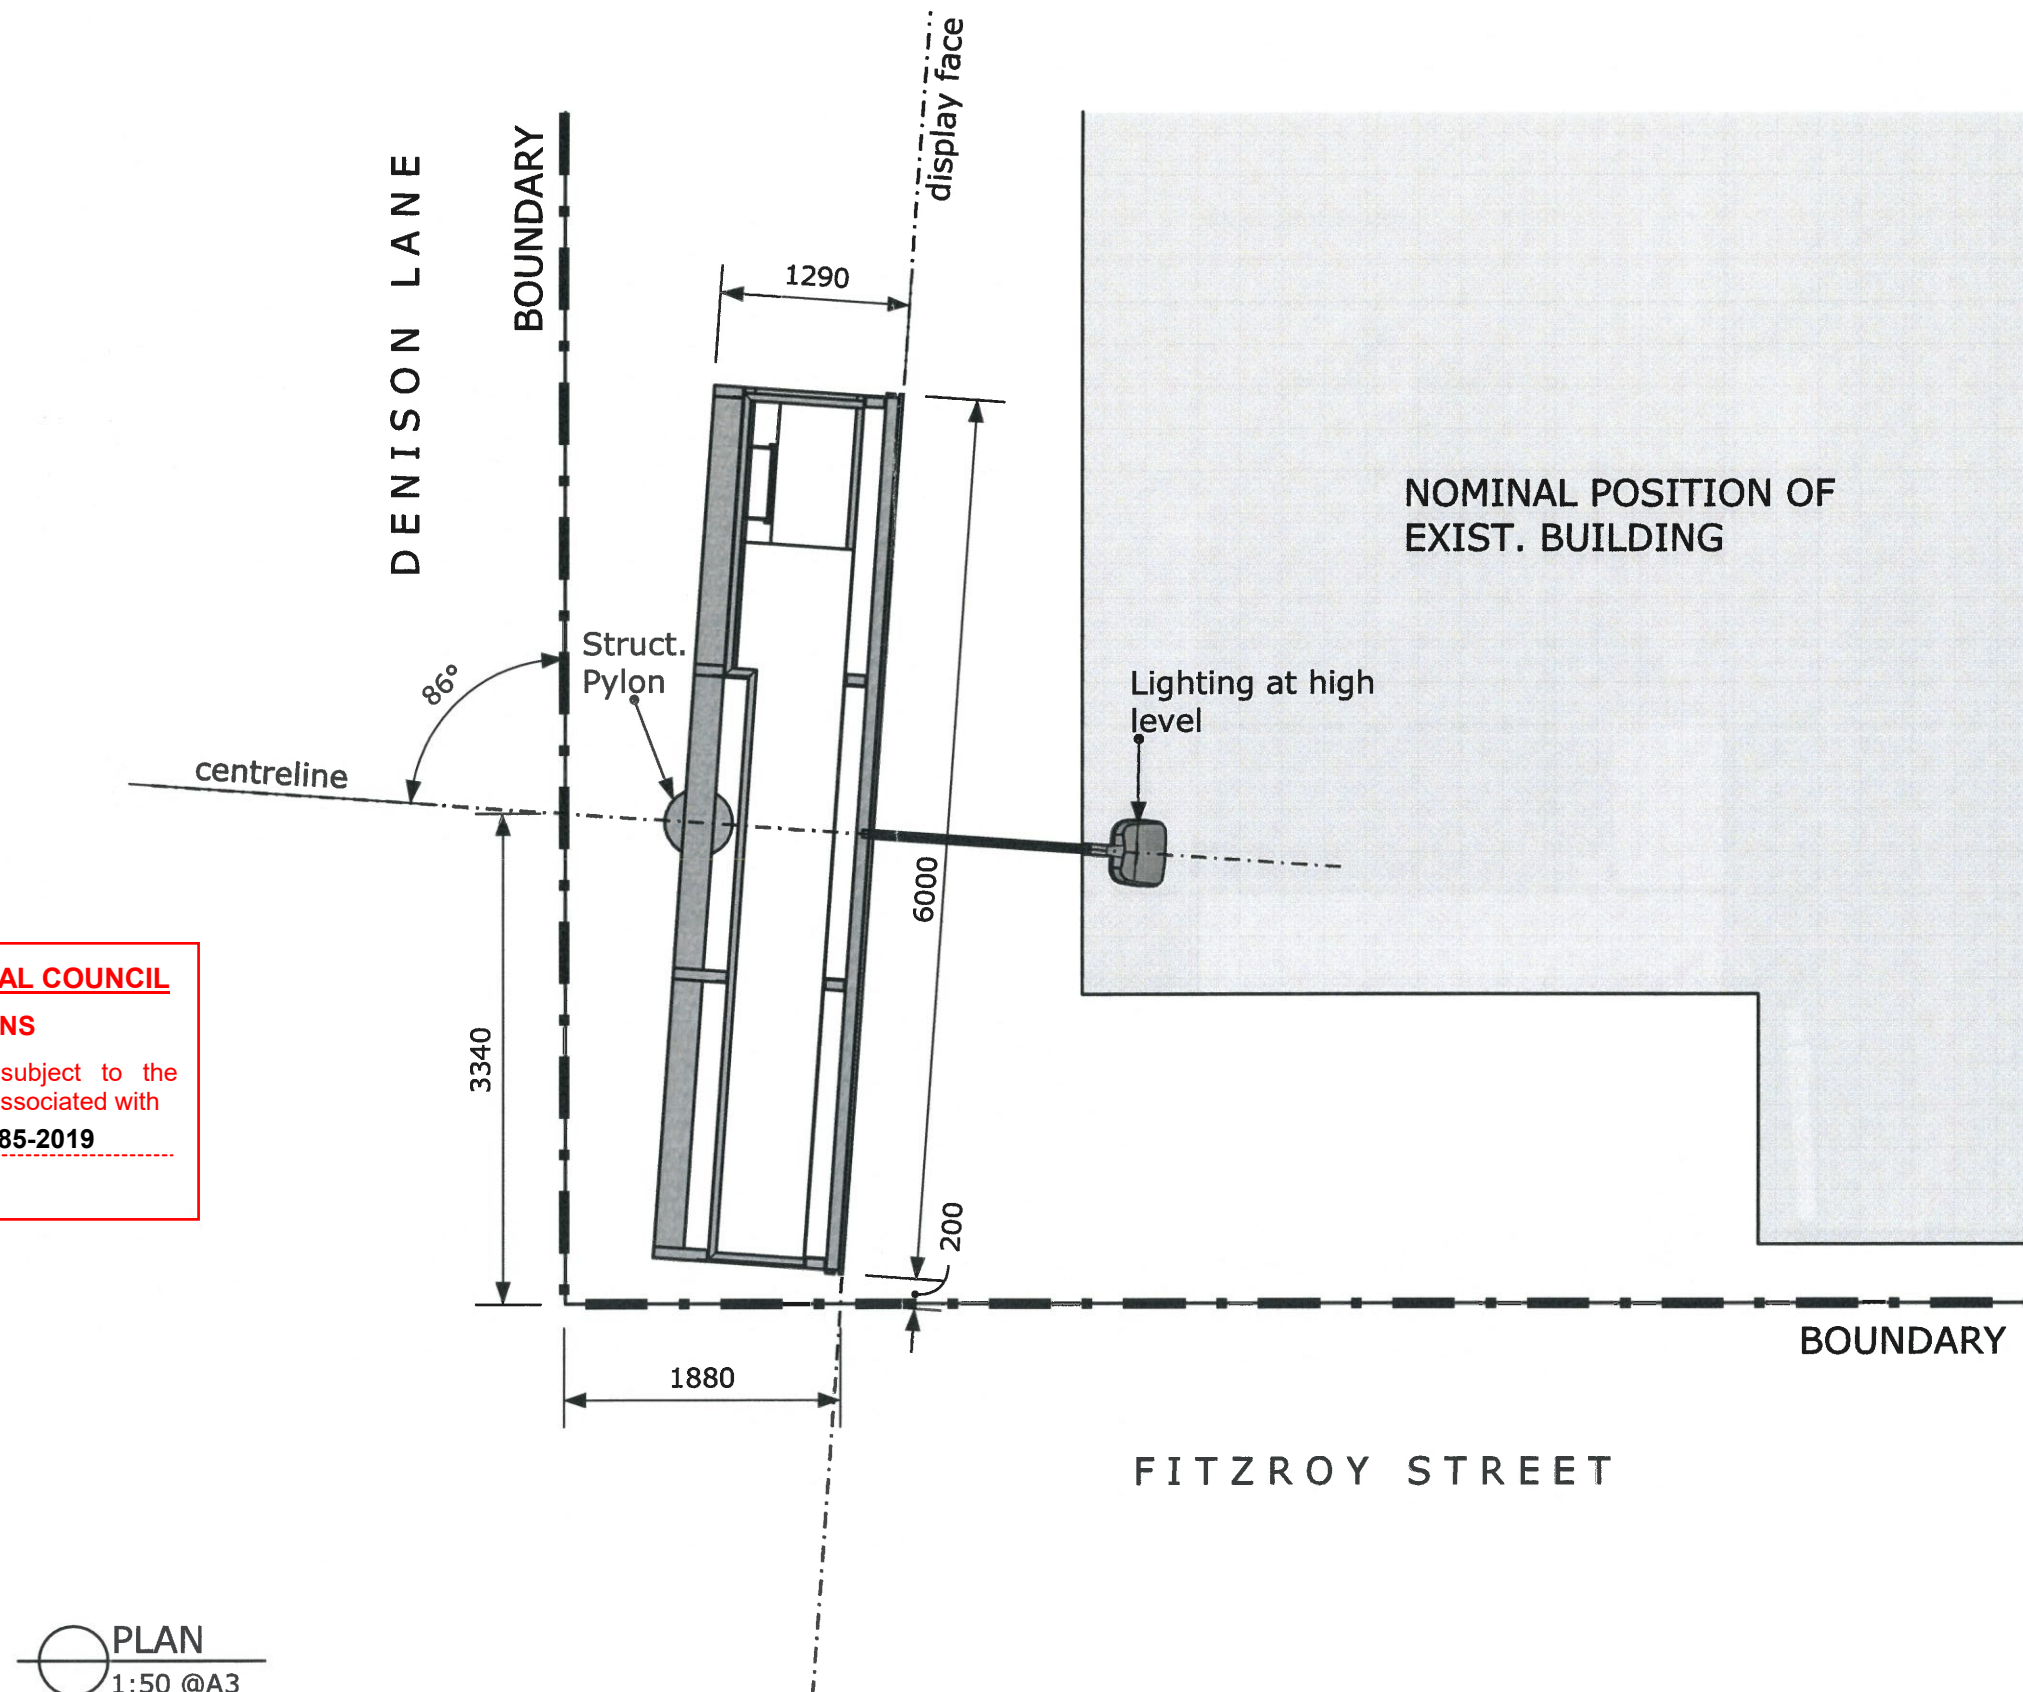 display face
DENISON LANE
BOUNDARY
1290
NOMINAL POSITION OF
EXIST. BUILDING
Struct.
Pylon
86°
Lighting at high
level
centreline
6000
AL COUNCIL
NS
subject to the
ssociated with
85-2019
3340
200
BOUNDARY
1880
FITZROY STREET
PLAN
1:50 @A3